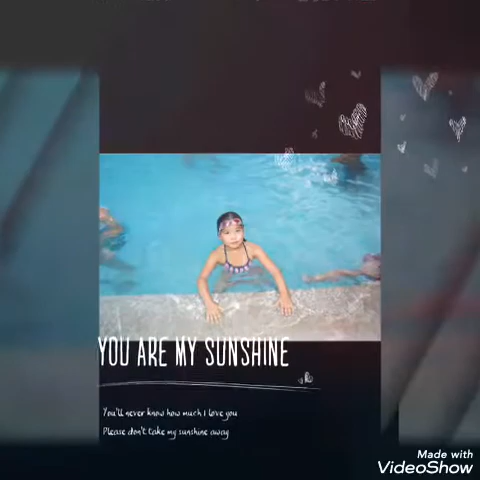 YOU ARE MY SUNSHINE
You'll never know how much I love you
Please don't take my sunshine away
Made with
VideoShow